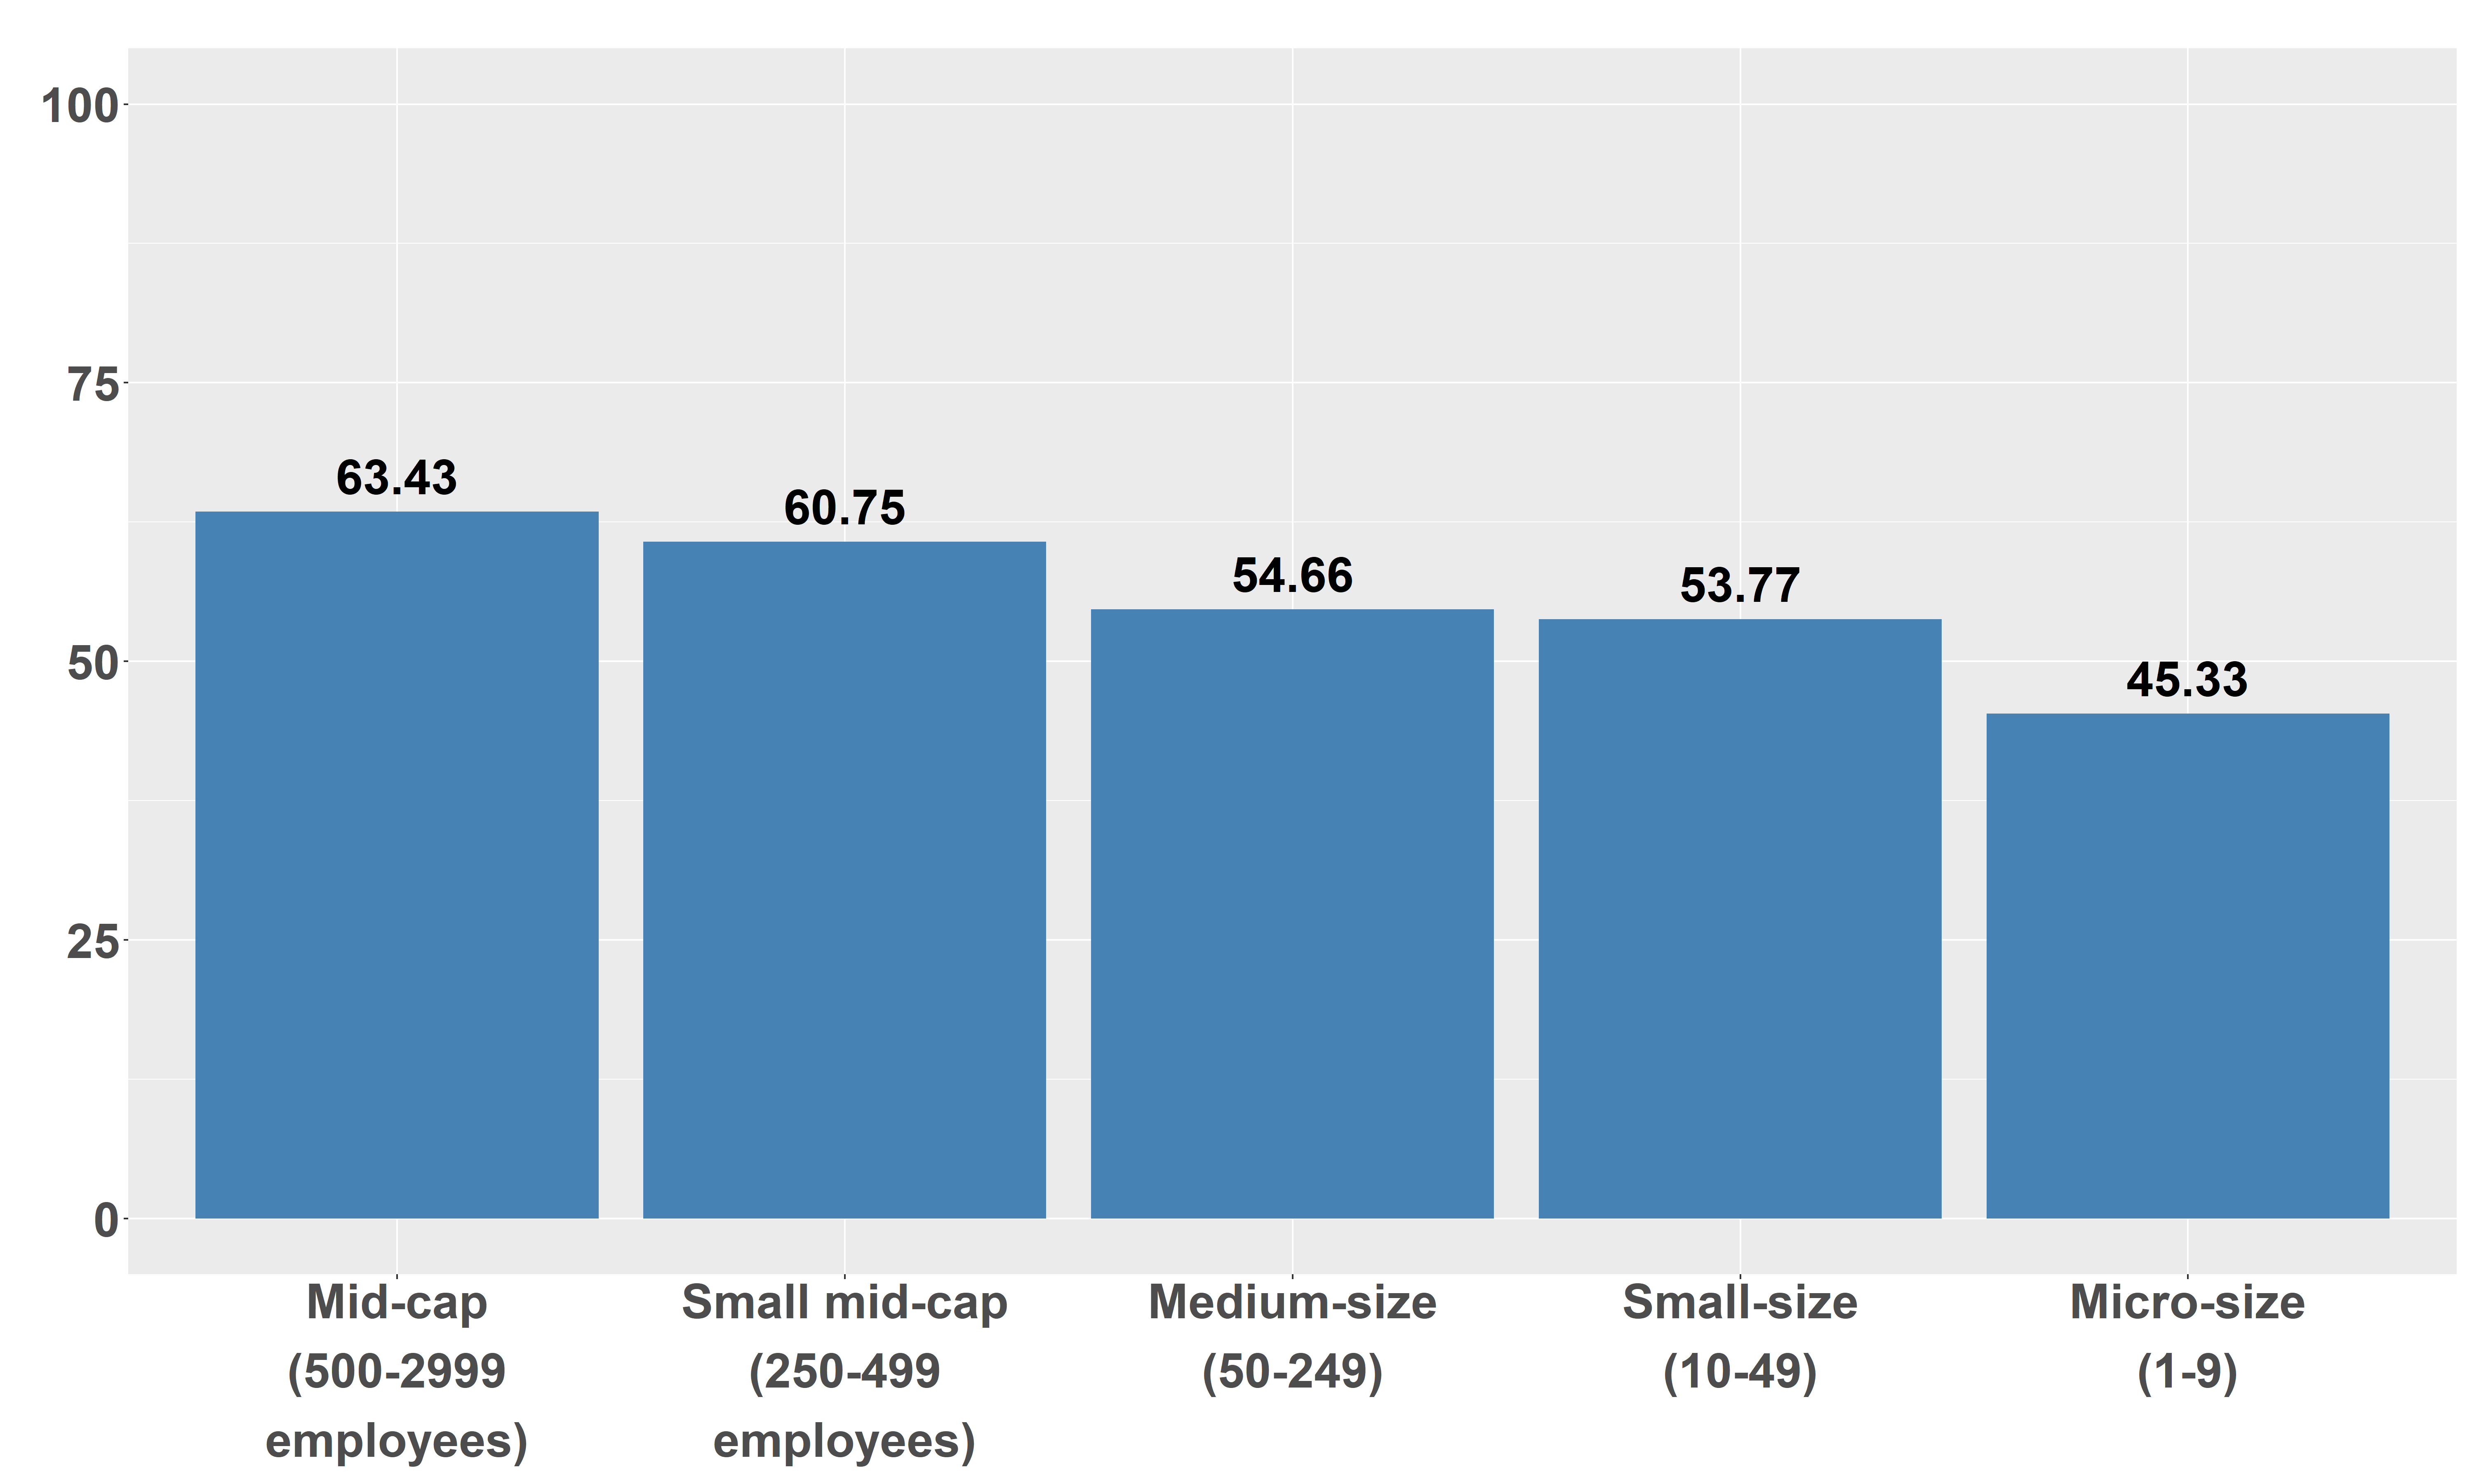 100
75
50
25
0
63.43
60.75
54.66
53.77
45.33
Mid-cap
(500-2999
employees)
Small mid-cap
(250-499
employees)
Medium-size
(50-249)
Small-size
(10-49)
Micro-size
(1-9)